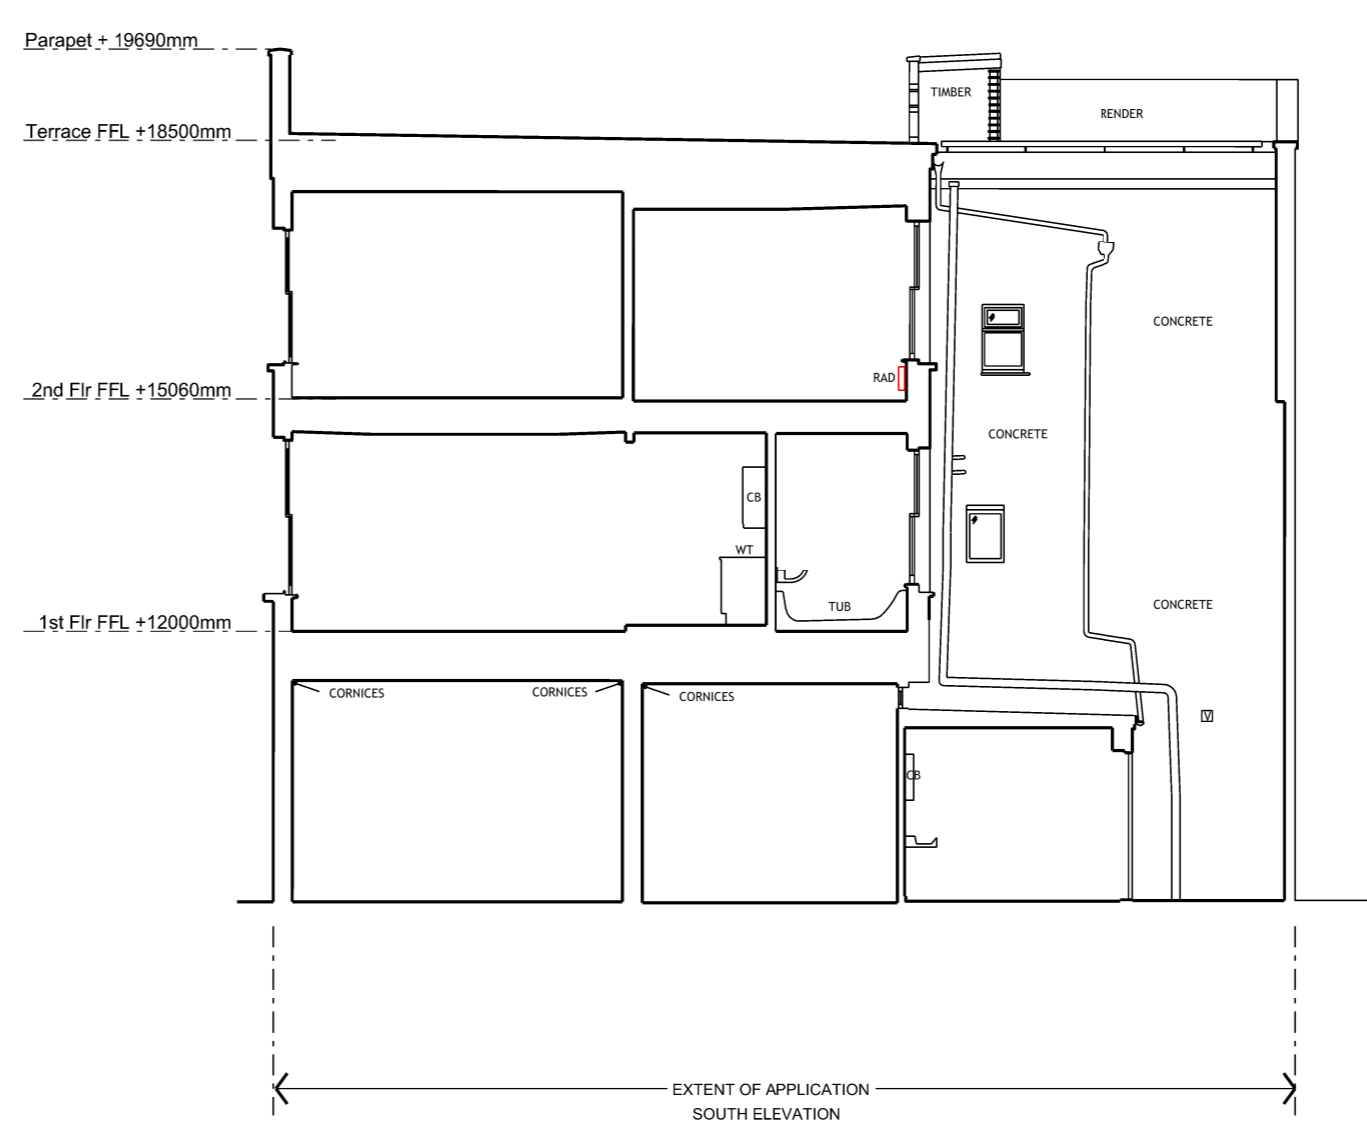 Parapet + 19690mm
TIMBER
RENDER
Terrace FFL +18500mm
CONCRETE
RAD
2nd Flr FFL +15060mm
CONCRETE
CB
WT
TUB
CONCRETE
1st Flr FFL +12000mm
CORNICES
CORNICES
CORNICES
V
CB
EXTENT OF APPLICATION
SOUTH ELEVATION